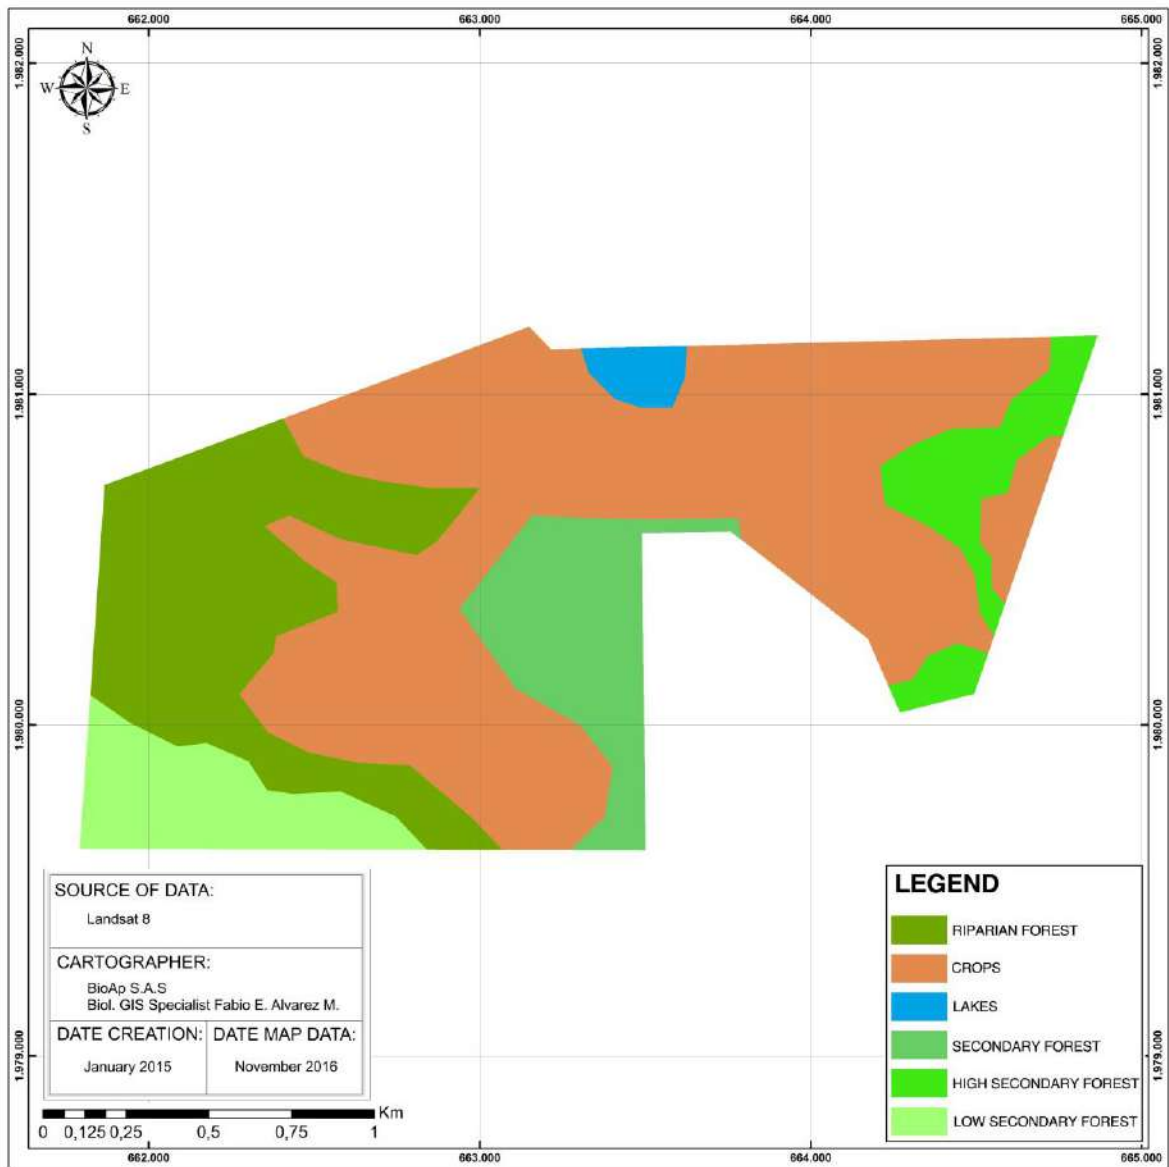 662.000 663.000 664.000 665.000
1.982.000 1.982.000
N
W E
S
1.981.000 1.981.000
1.980.000 1.980.000
SOURCE OF DATA:
Landsat 8
CARTOGRAPHER:
BioAp S.A.S
Biol. GIS Specialist Fabio E. Alvarez M.
DATE CREATION: DATE MAP DATA:
January 2015 November 2016
LEGEND
RIPARIAN FOREST
CROPS
LAKES
SECONDARY FOREST
HIGH SECONDARY FOREST
LOW SECONDARY FOREST
1.979.000 1.979.000
Km
0 0,125 0,25 0,5 0,75 1
662.000 663.000 664.000 665.000